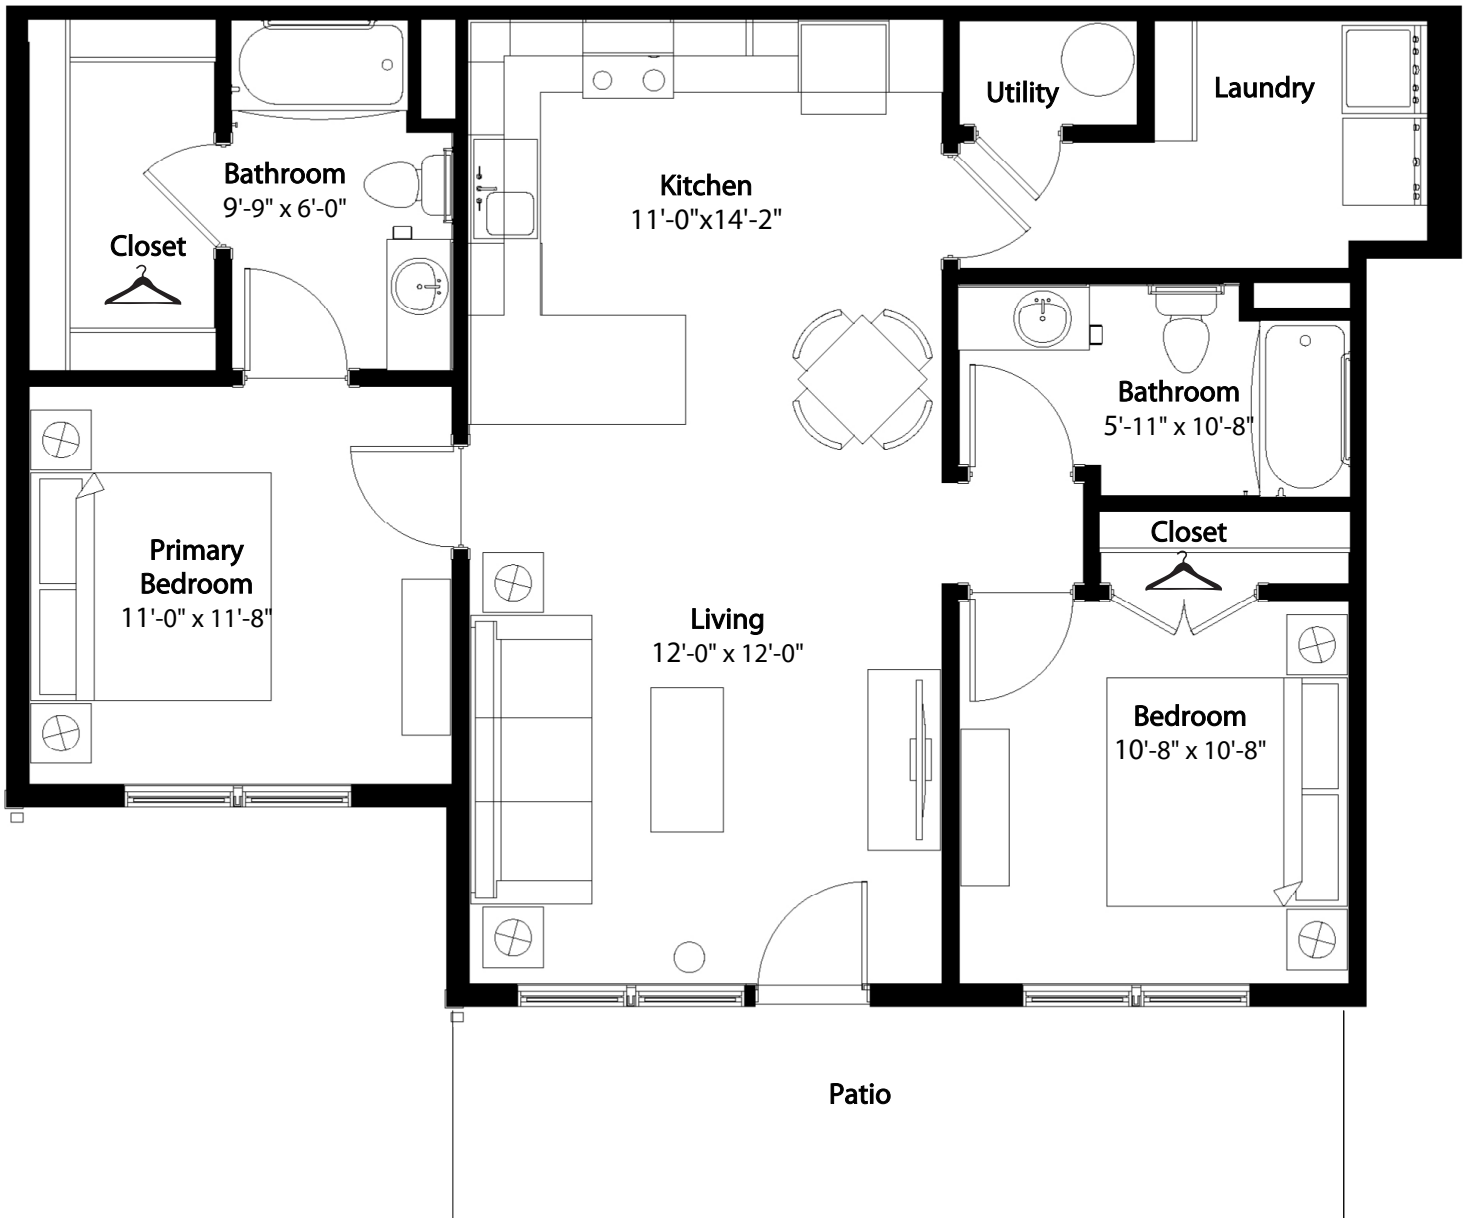 Utility
Laundry
Bathroom
9'-9" x 6'-0"
Kitchen
11'-0"x14'-2"
Closet
Bathroom
5'-11" x 10'-8"
Closet
Primary
Bedroom
11'-0" x 11'-8"
Living
12'-0" x 12'-0"
Bedroom
10'-8" x 10'-8"
Patio